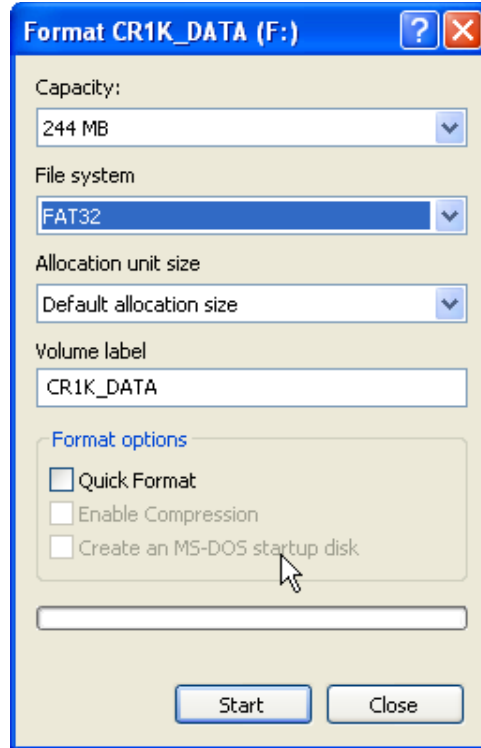 Format CR1K_DATA (F:)
Capacity:
244 MB
File system
FAT32
Allocation unit size
Default allocation size
Volume label
CR1K_DATA
Format options
Quick Format
Enable Compression
Create an MS-DOS startup disk
Start
Close